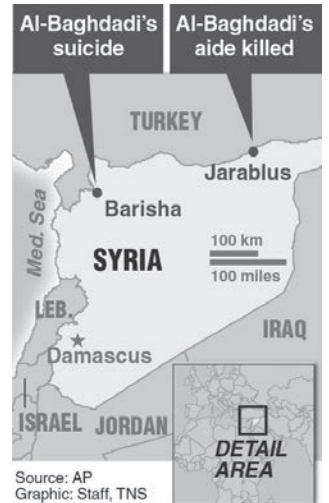 Al-Baghdadi's
suicide
Al-Baghdadi's
aide killed
TURKEY
Jarablus
Barisha
Med. Sea
SYRIA
100 km
100 miles
LEB.
IRAQ
Damascus
ISRAEL
JORDAN
DETAIL
AREA
Source: AP
Graphic: Staff, TNS